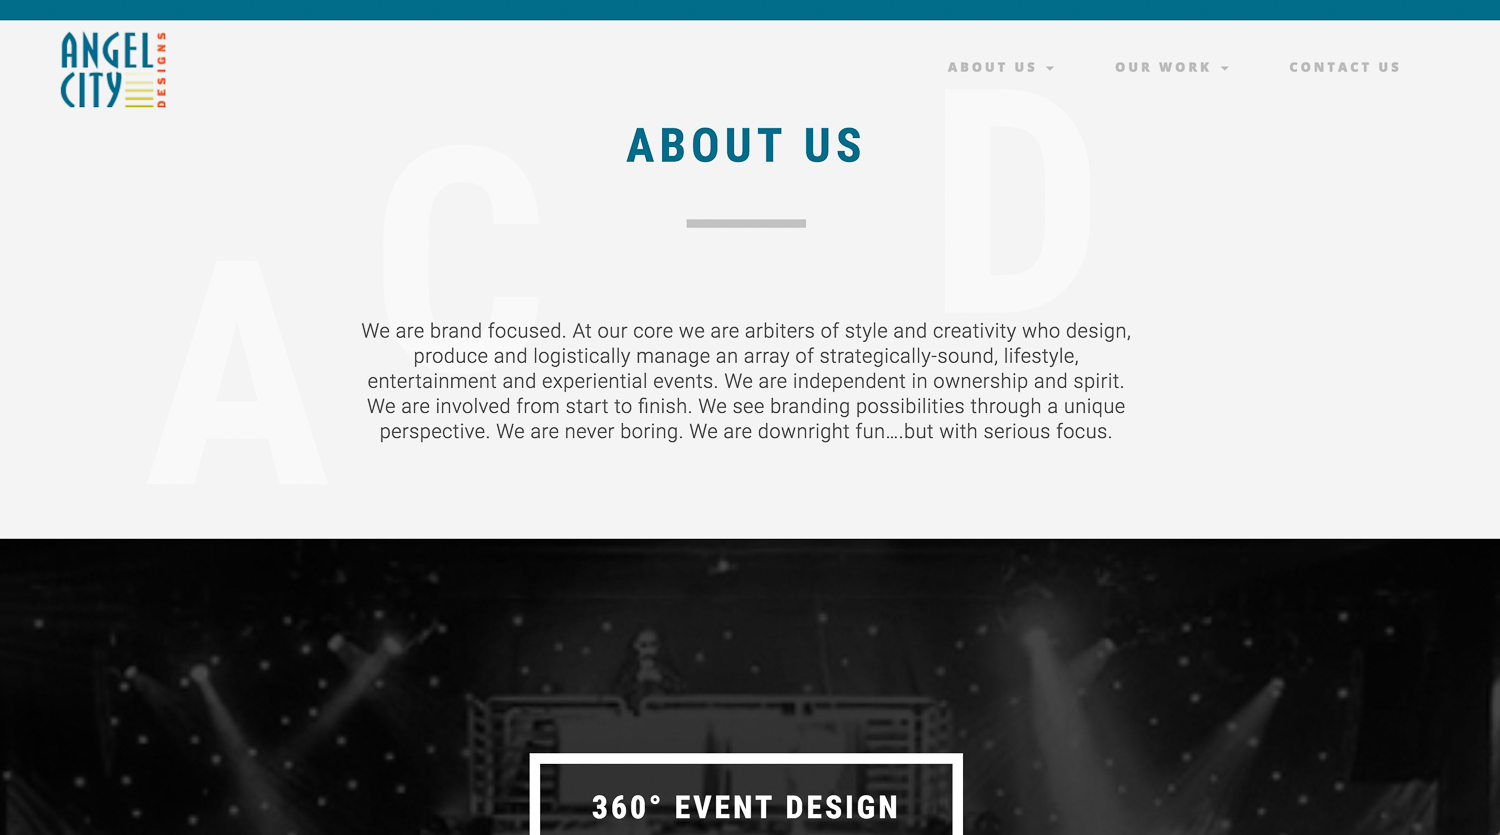 ANGEL
CITY
DESIGNS
ABOUT US
OUR WORK
CONTACT US
A C D
ABOUT US
We are brand focused. At our core we are arbiters of style and creativity who design,
produce and logistically manage an array of strategically-sound, lifestyle,
entertainment and experiential events. We are independent in ownership and spirit.
We are involved from start to finish. We see branding possibilities through a unique
perspective. We are never boring. We are downright fun....but with serious focus.
360° EVENT DESIGN